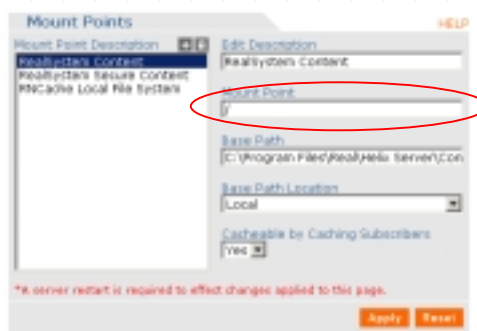 Mount Points
HELP
Mount Point Description
Edit Description
RealSystem Content
RealSystem Secure Content
RNCache Local File System
RealSystem Content
Mount Point
/
Base Path
C:\Program Files\Real\Helix Server\Con
Base Path Location
Local
Cacheable by Caching Subscribers
Yes
*A server restart is required to effect changes applied to this page.
Apply
Reset